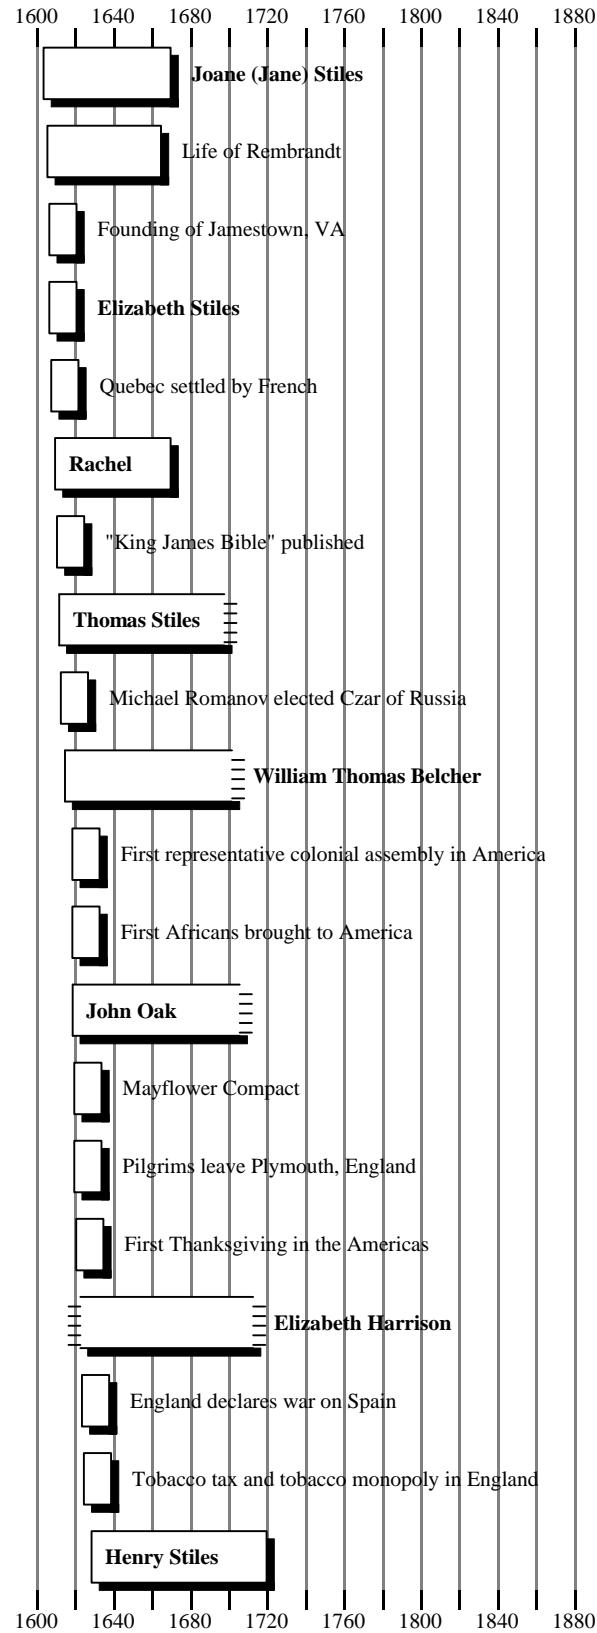 1600 1640 1680 1720 1760 1800 1840 1880
Joane (Jane) Stiles
Life of Rembrandt
Founding of Jamestown, VA
Elizabeth Stiles
Quebec settled by French
Rachel
"King James Bible" published
Thomas Stiles
Michael Romanov elected Czar of Russia
William Thomas Belcher
First representative colonial assembly in America
First Africans brought to America
John Oak
Mayflower Compact
Pilgrims leave Plymouth, England
First Thanksgiving in the Americas
Elizabeth Harrison
England declares war on Spain
Tobacco tax and tobacco monopoly in England
Henry Stiles
1600 1640 1680 1720 1760 1800 1840 1880